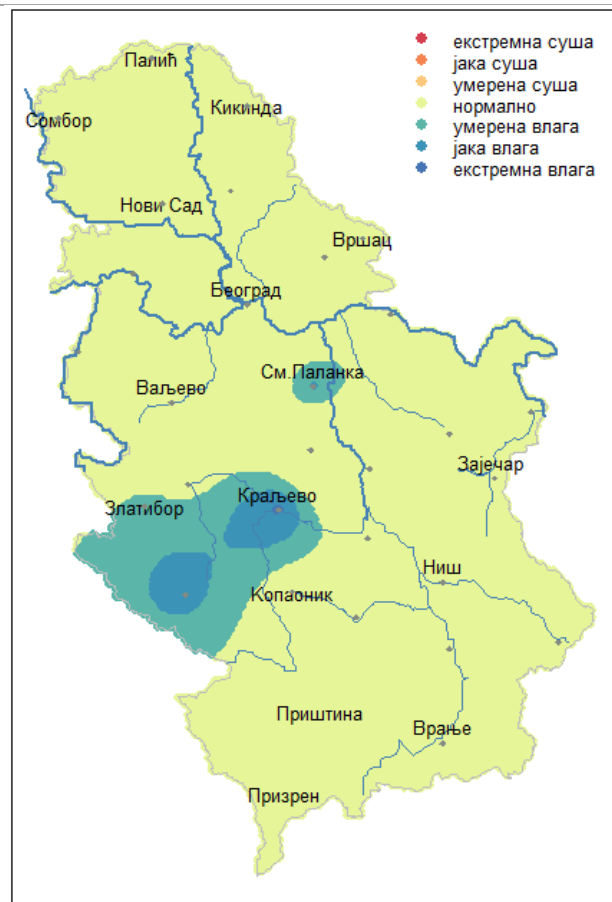 екстремна суша
јака суша
умерена суша
нормално
умерена влага
јака влага
екстремна влага
Палић
Кикинда
Сомбор
Нови Сад
Вршац
Београд
См.Паланка
Ваљево
Зајечар
Краљево
Златибор
Ниш
Копаоник
Приштина
Врање
Призрен